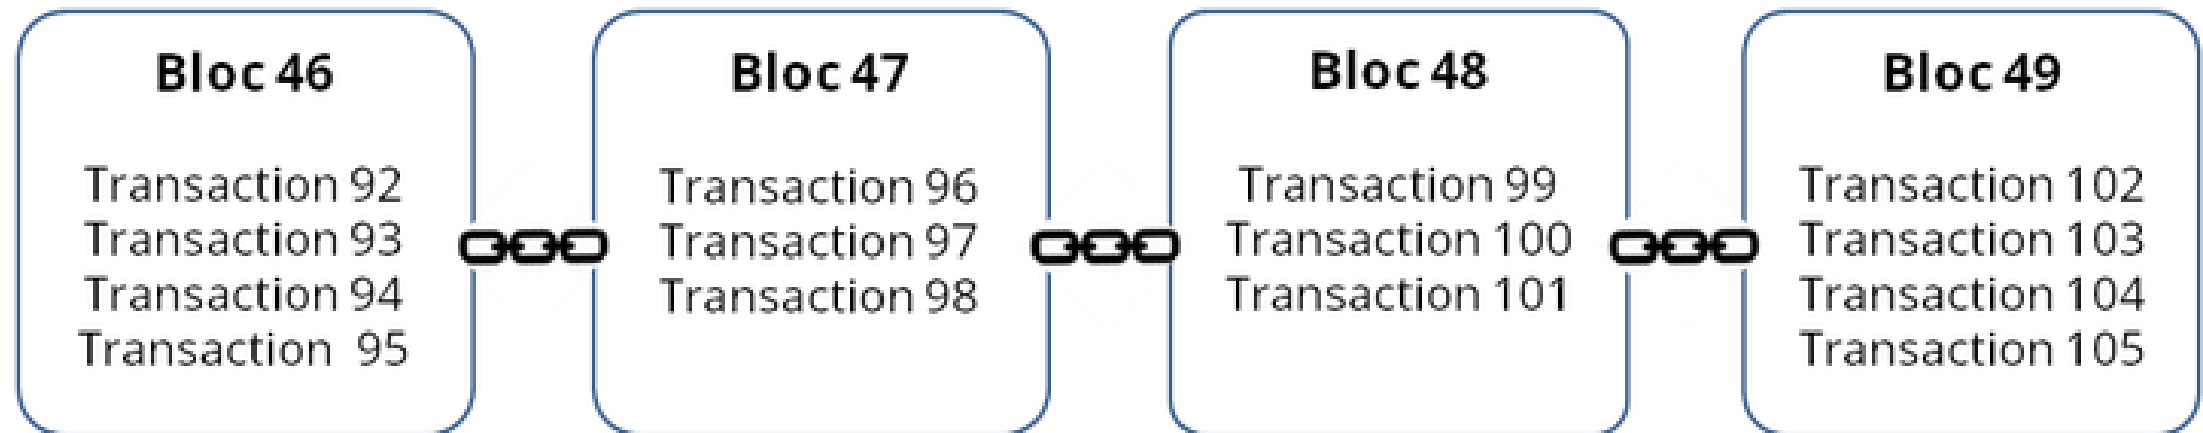 Bloc 46
Transaction 92
Transaction 93
Transaction 94
Transaction 95
Bloc 47
Transaction 96
Transaction 97
Transaction 98
Bloc 48
Transaction 99
Transaction 100
Transaction 101
Bloc 49
Transaction 102
Transaction 103
Transaction 104
Transaction 105